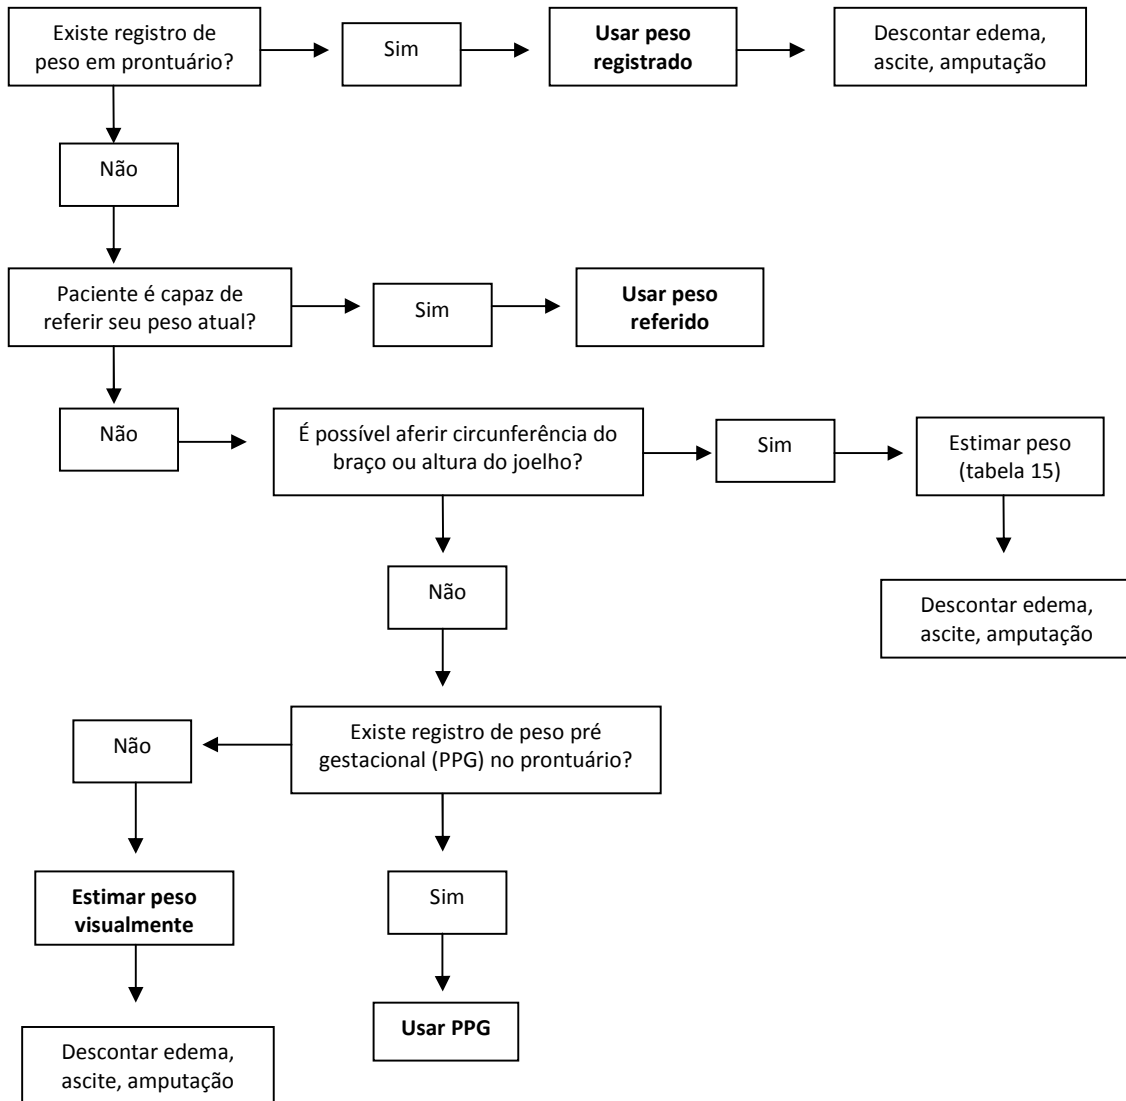 Existe registro de
peso em prontuário?
Sim
Usar peso
registrado
Descontar edema,
ascite, amputação
Não
Paciente é capaz de
referir seu peso atual?
Sim
Usar peso
referido
Não
É possível aferir circunferência do
braço ou altura do joelho?
Sim
Estimar peso
(tabela 15)
Não
Descontar edema,
ascite, amputação
Não
Existe registro de peso pré
gestacional (PPG) no prontuário?
Estimar peso
visualmente
Sim
Usar PPG
Descontar edema,
ascite, amputação